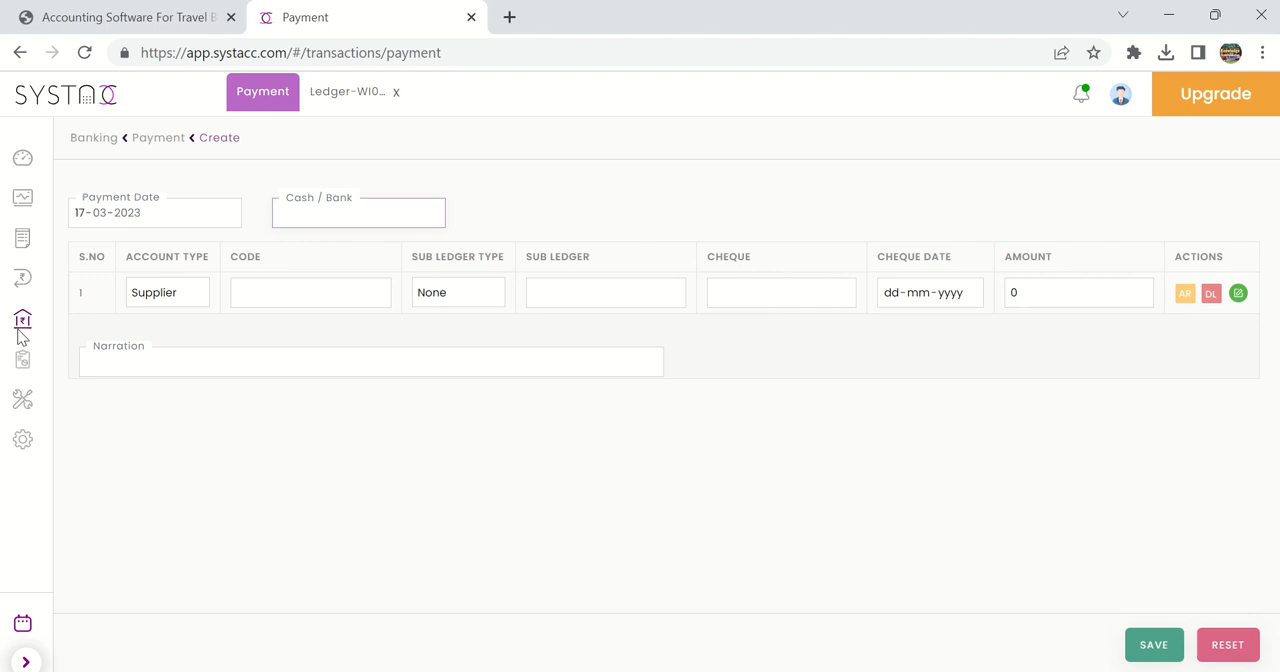 Accounting Software For Travel B
Payment
https://app.systacc.com/#/transactions/payment
SYSTACC
Payment
Ledger-WI0... x
Upgrade
Banking < Payment < Create
Payment Date
17-03-2023
Cash / Bank
S.NO ACCOUNT TYPE CODE SUB LEDGER TYPE SUB LEDGER CHEQUE CHEQUE DATE AMOUNT ACTIONS
1 Supplier None dd-mm-yyyy 0 AR DL
Narration
SAVE RESET